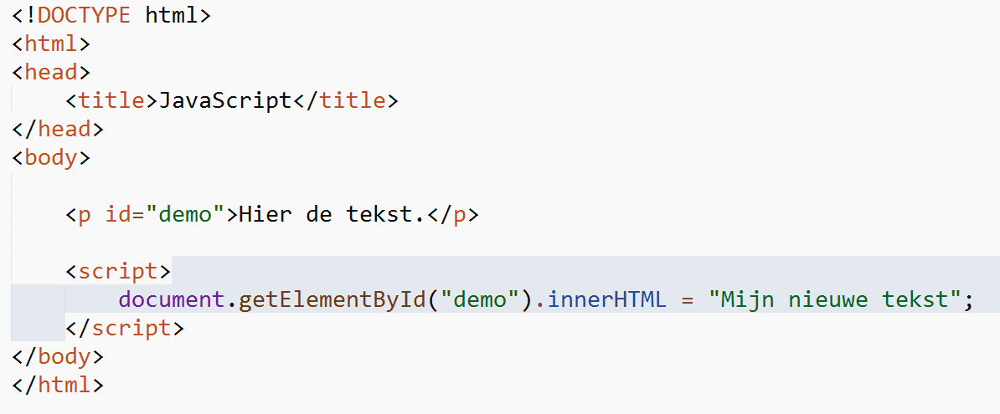 <!DOCTYPE html>
<html>
<head>
    <title>JavaScript</title>
</head>
<body>
    <p id="demo">Hier de tekst.</p>
    <script>
        document.getElementById("demo").innerHTML = "Mijn nieuwe tekst";
    </script>
</body>
</html>